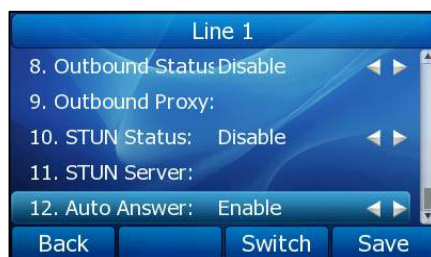 Line 1
8. Outbound Status Disable
9. Outbound Proxy:
10. STUN Status: Disable
11. STUN Server:
12. Auto Answer: Enable
Back Switch Save